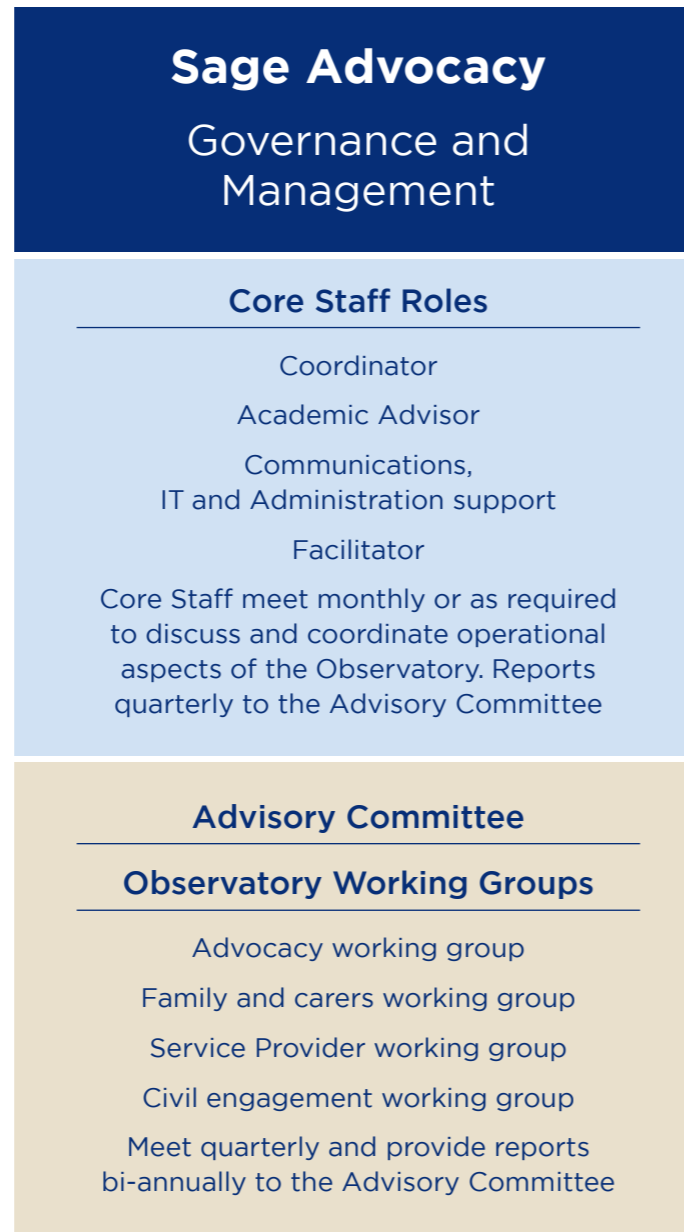 Sage Advocacy
Governance and
Management
Core Staff Roles
Coordinator
Academic Advisor
Communications,
IT and Administration support
Facilitator
Core Staff meet monthly or as required
to discuss and coordinate operational
aspects of the Observatory. Reports
quarterly to the Advisory Committee
Advisory Committee
Observatory Working Groups
Advocacy working group
Family and carers working group
Service Provider working group
Civil engagement working group
Meet quarterly and provide reports
bi-annually to the Advisory Committee